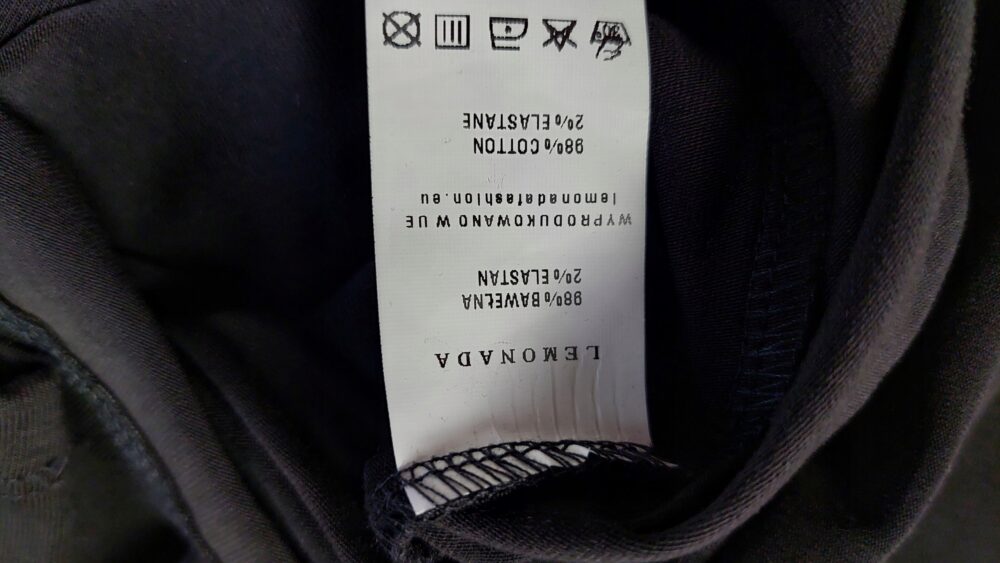 LEMONADA
98% BAWEŁNA
2% ELASTAN
WYPRODUKOWANO W UE
lemonadafashion.eu
98% COTTON
2% ELASTANE